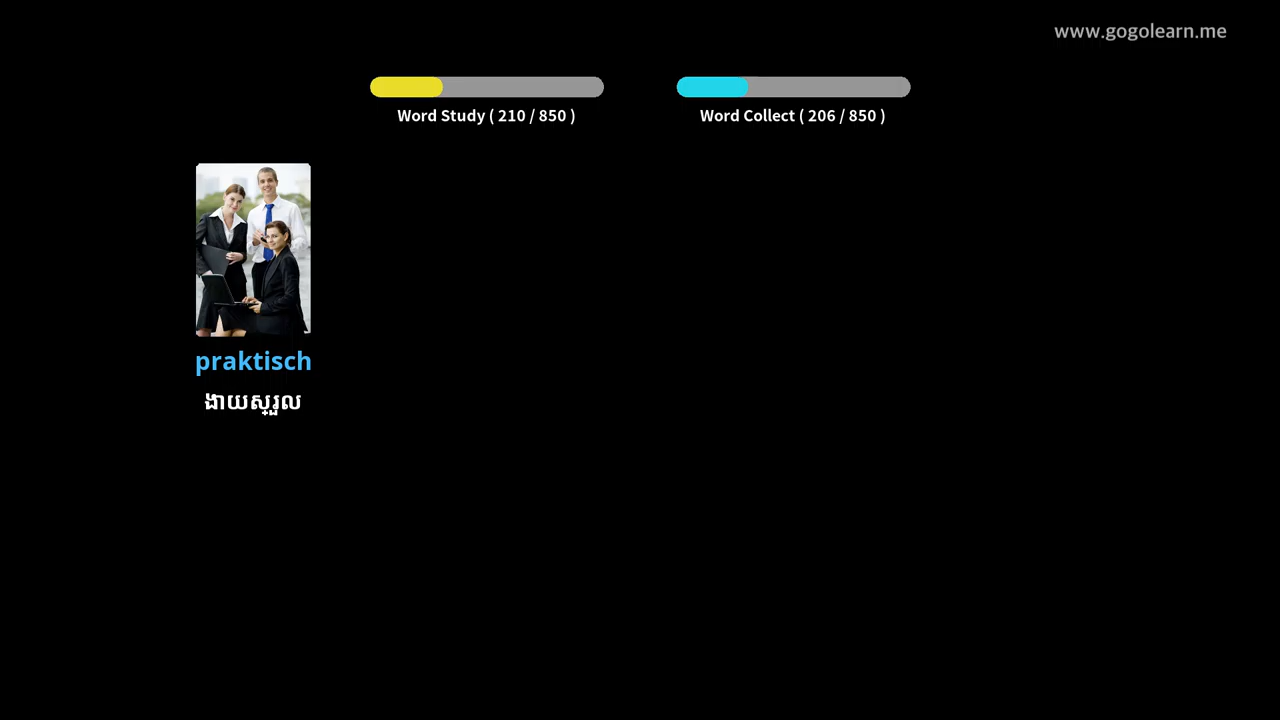 www.gogolearn.me
Word Study ( 210 / 850 )
Word Collect ( 206 / 850 )
praktisch
ងាយស្រួល